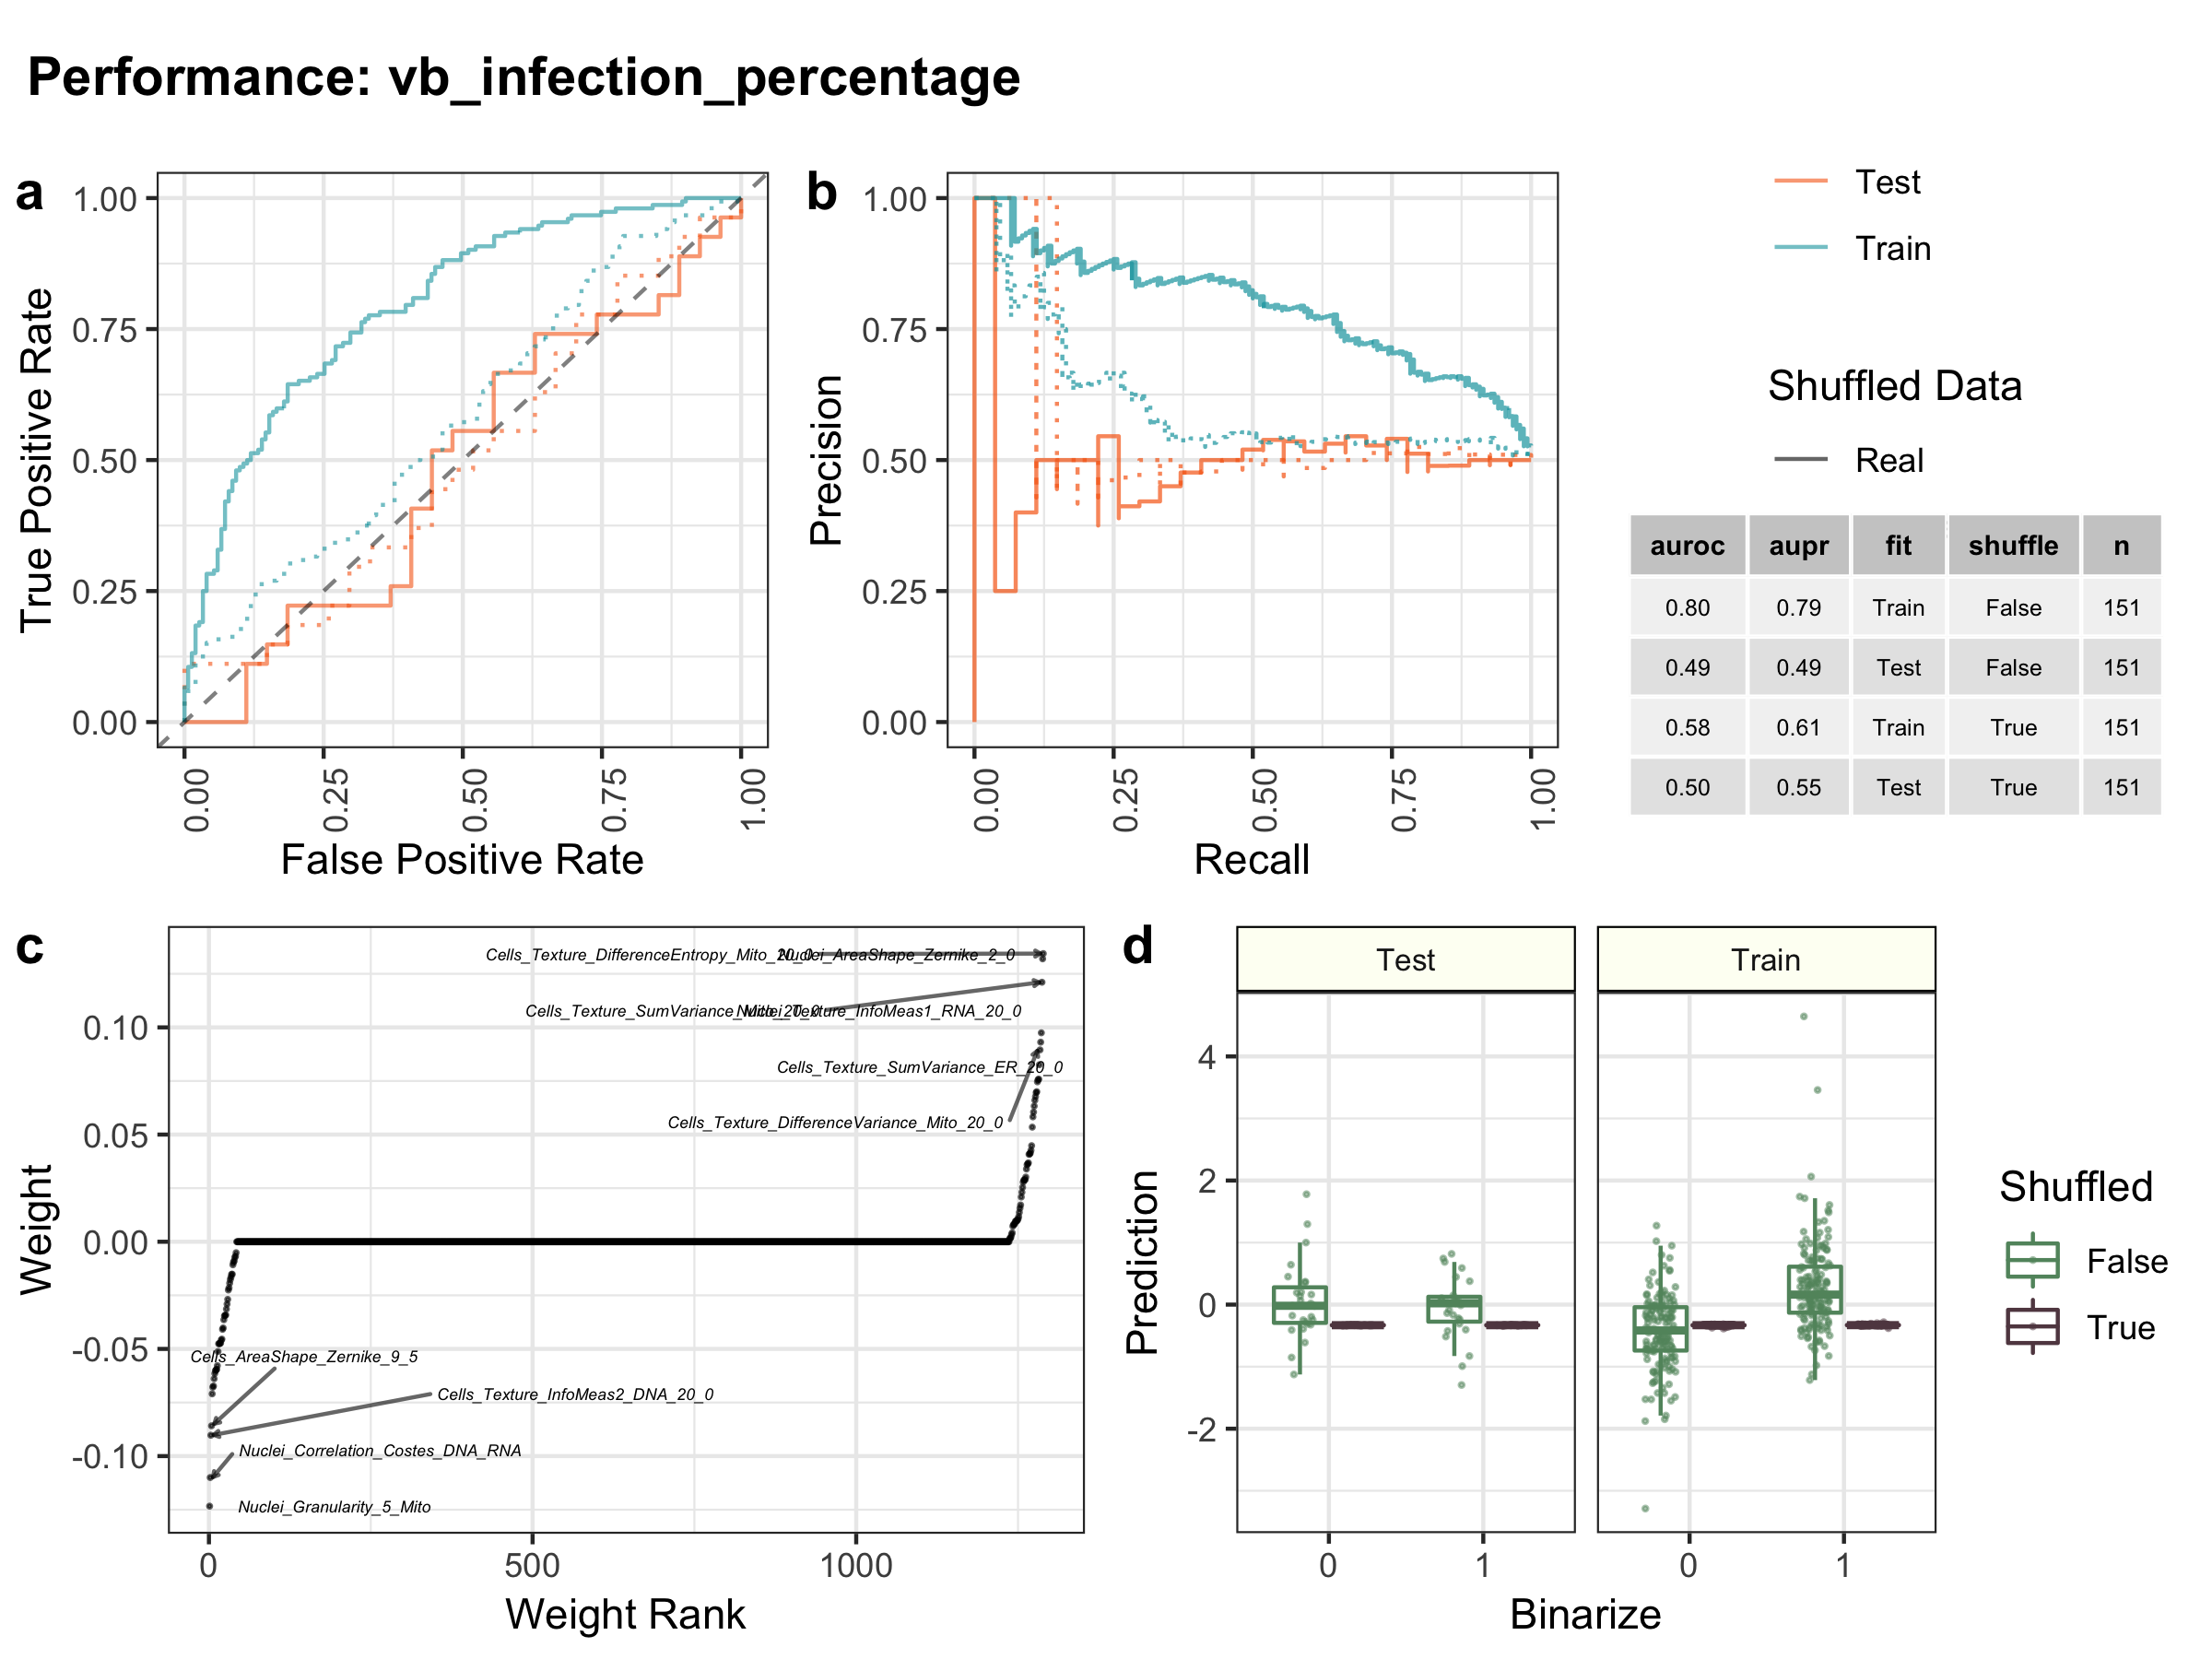 Performance: vb_infection_percentage
a
True Positive Rate
1.00
0.75
0.50
0.25
0.00
0.00 0.25 0.50 0.75 1.00
False Positive Rate
b
Precision
1.00
0.75
0.50
0.25
0.00
0.00 0.25 0.50 0.75 1.00
Recall
Test
Train
Shuffled Data
Real
auroc aupr fit shuffle n
0.80 0.79 Train False 151
0.49 0.49 Test False 151
0.58 0.61 Train True 151
0.50 0.55 Test True 151
c
Weight
0.10
0.05
0.00
-0.05
-0.10
Cells_Texture_DifferenceEntropy_Mito_20_0
Nuclei_AreaShape_Zernike_2_0
Cells_Texture_SumVariance_Mito_20_0
Nuclei_Texture_InfoMeas1_RNA_20_0
Cells_Texture_SumVariance_ER_20_0
Cells_Texture_DifferenceVariance_Mito_20_0
Cells_AreaShape_Zernike_9_5
Cells_Texture_InfoMeas2_DNA_20_0
Nuclei_Correlation_Costes_DNA_RNA
Nuclei_Granularity_5_Mito
0 500 1000
Weight Rank
d
Test Train
Prediction
4
2
0
-2
0 1 0 1
Binarize
Shuffled
False
True